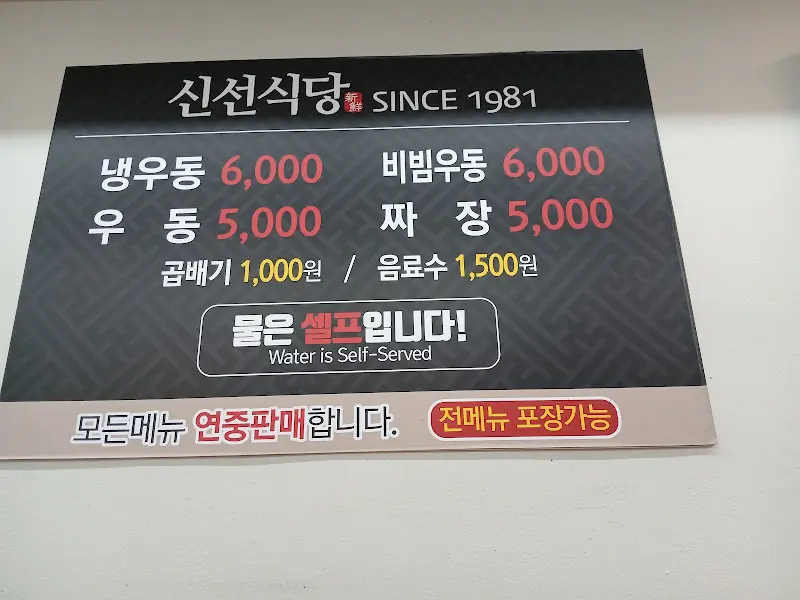 신선식당 新鮮 SINCE 1981
냉우동 6,000 비빔우동 6,000
우 동 5,000 짜 장 5,000
곱배기 1,000원 / 음료수 1,500원
물은 셀프입니다!
Water is Self-Served
모든메뉴 연중판매합니다. 전메뉴 포장가능